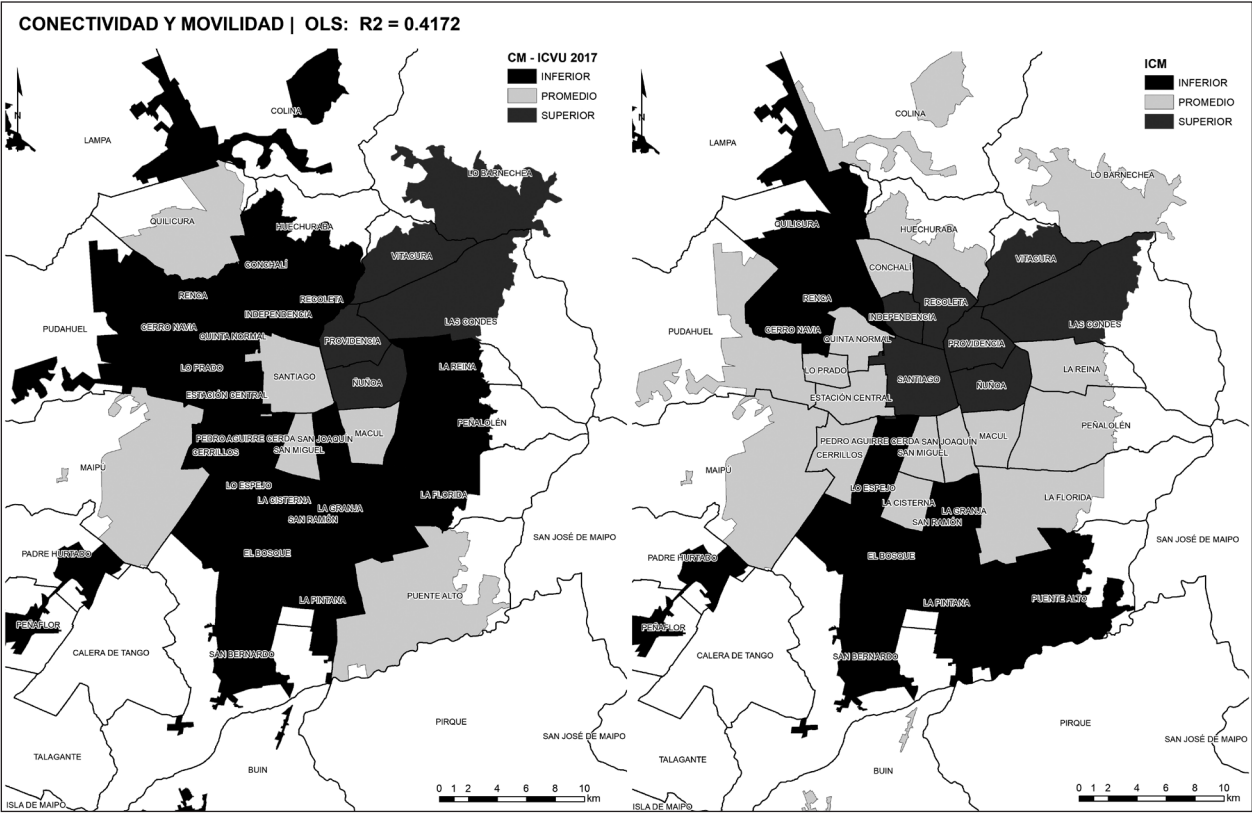 CONECTIVIDAD Y MOVILIDAD | OLS: R2 = 0.4172
CM - ICVU 2017
INFERIOR
PROMEDIO
SUPERIOR
N
COLINA
LAMPA
LO BARNECHEA
QUILICURA
HUECHURABA
VITACURA
CONCHALÍ
RENCA
RECOLETA
INDEPENDENCIA
LAS CONDES
PUDAHUEL
CERRO NAVIA
QUINTA NORMAL
PROVIDENCIA
LO PRADO
LA REINA
SANTIAGO
ÑUÑOA
ESTACIÓN CENTRAL
PEÑALOLÉN
MACUL
PEDRO AGUIRRE CERDA
SAN JOAQUÍN
CERRILLOS
SAN MIGUEL
MAIPÚ
LO ESPEJO
LA CISTERNA
LA FLORIDA
LA GRANJA
SAN RAMÓN
SAN JOSÉ DE MAIPO
PADRE HURTADO
EL BOSQUE
PUENTE ALTO
LA PINTANA
PEÑAFLOR
CALERA DE TANGO
SAN BERNARDO
PIRQUE
SAN JOSÉ DE MAIPO
TALAGANTE
BUIN
ISLA DE MAIPO
0 1 2 4 6 8 10
km
ICM
INFERIOR
PROMEDIO
SUPERIOR
N
COLINA
LAMPA
LO BARNECHEA
QUILICURA
HUECHURABA
VITACURA
CONCHALÍ
RENCA
RECOLETA
INDEPENDENCIA
LAS CONDES
PUDAHUEL
CERRO NAVIA
QUINTA NORMAL
PROVIDENCIA
LO PRADO
LA REINA
SANTIAGO
ÑUÑOA
ESTACIÓN CENTRAL
PEÑALOLÉN
MACUL
PEDRO AGUIRRE CERDA
SAN JOAQUÍN
CERRILLOS
SAN MIGUEL
MAIPÚ
LO ESPEJO
LA CISTERNA
LA FLORIDA
LA GRANJA
SAN RAMÓN
SAN JOSÉ DE MAIPO
PADRE HURTADO
EL BOSQUE
PUENTE ALTO
LA PINTANA
PEÑAFLOR
CALERA DE TANGO
SAN BERNARDO
PIRQUE
SAN JOSÉ DE MAIPO
TALAGANTE
BUIN
ISLA DE MAIPO
0 1 2 4 6 8 10
km